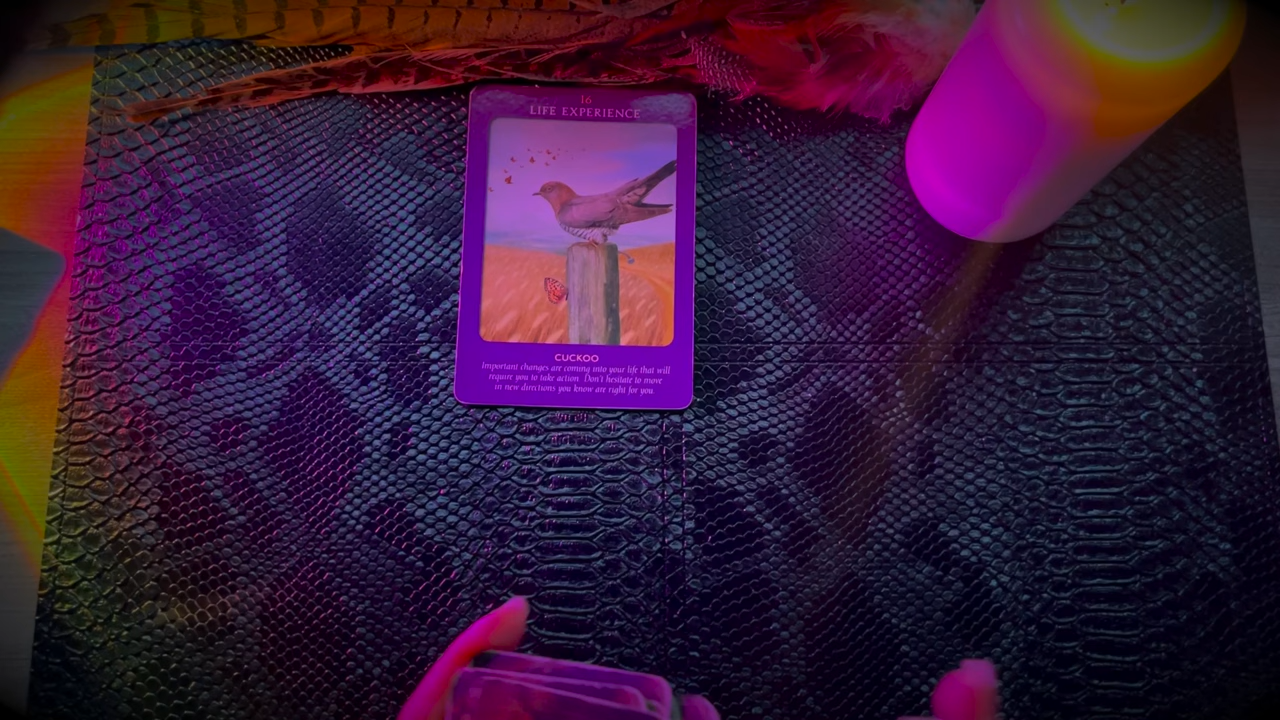 16
LIFE EXPERIENCE
CUCKOO
Important changes are coming into your life that will
require you to take action. Don't hesitate to move
in new directions you know are right for you.